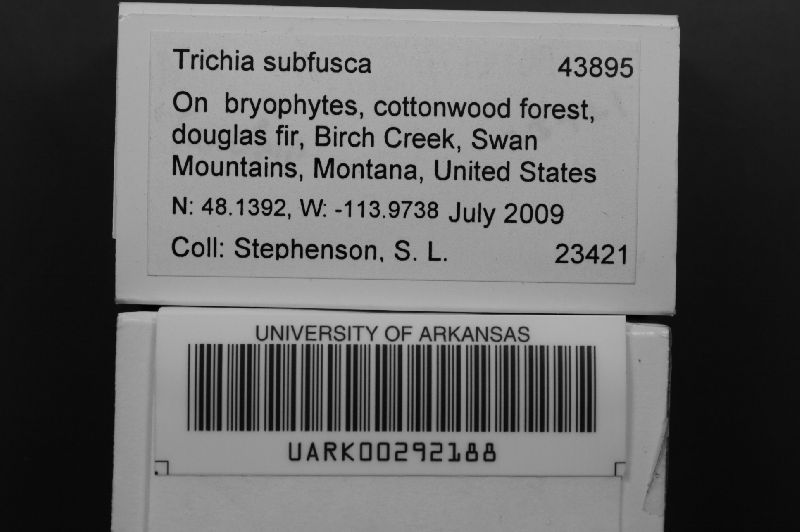 Trichia subfusca 43895
On bryophytes, cottonwood forest,
douglas fir, Birch Creek, Swan
Mountains, Montana, United States
N: 48.1392, W: -113.9738 July 2009
Coll: Stephenson, S. L. 23421
UNIVERSITY OF ARKANSAS
UARK00292188